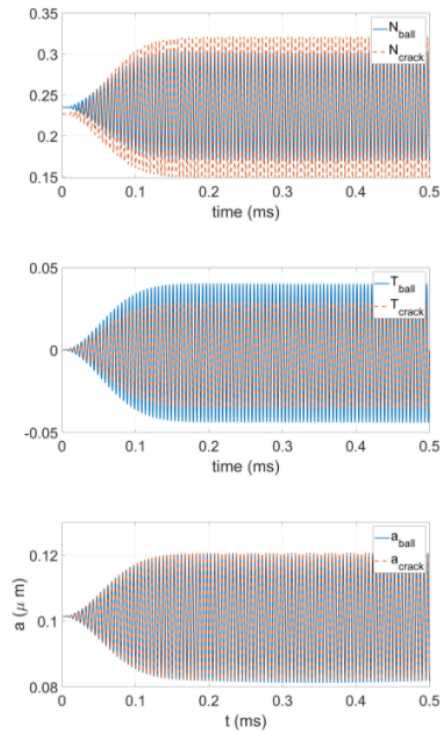 0.35
0.30
0.25
0.20
0.15
N_ball
N_crack
0 0.1 0.2 0.3 0.4 0.5
time (ms)
0.05
0
-0.05
T_ball
T_crack
0 0.1 0.2 0.3 0.4 0.5
time (ms)
a (μ m)
0.12
0.1
0.08
a_ball
a_crack
0 0.1 0.2 0.3 0.4 0.5
t (ms)